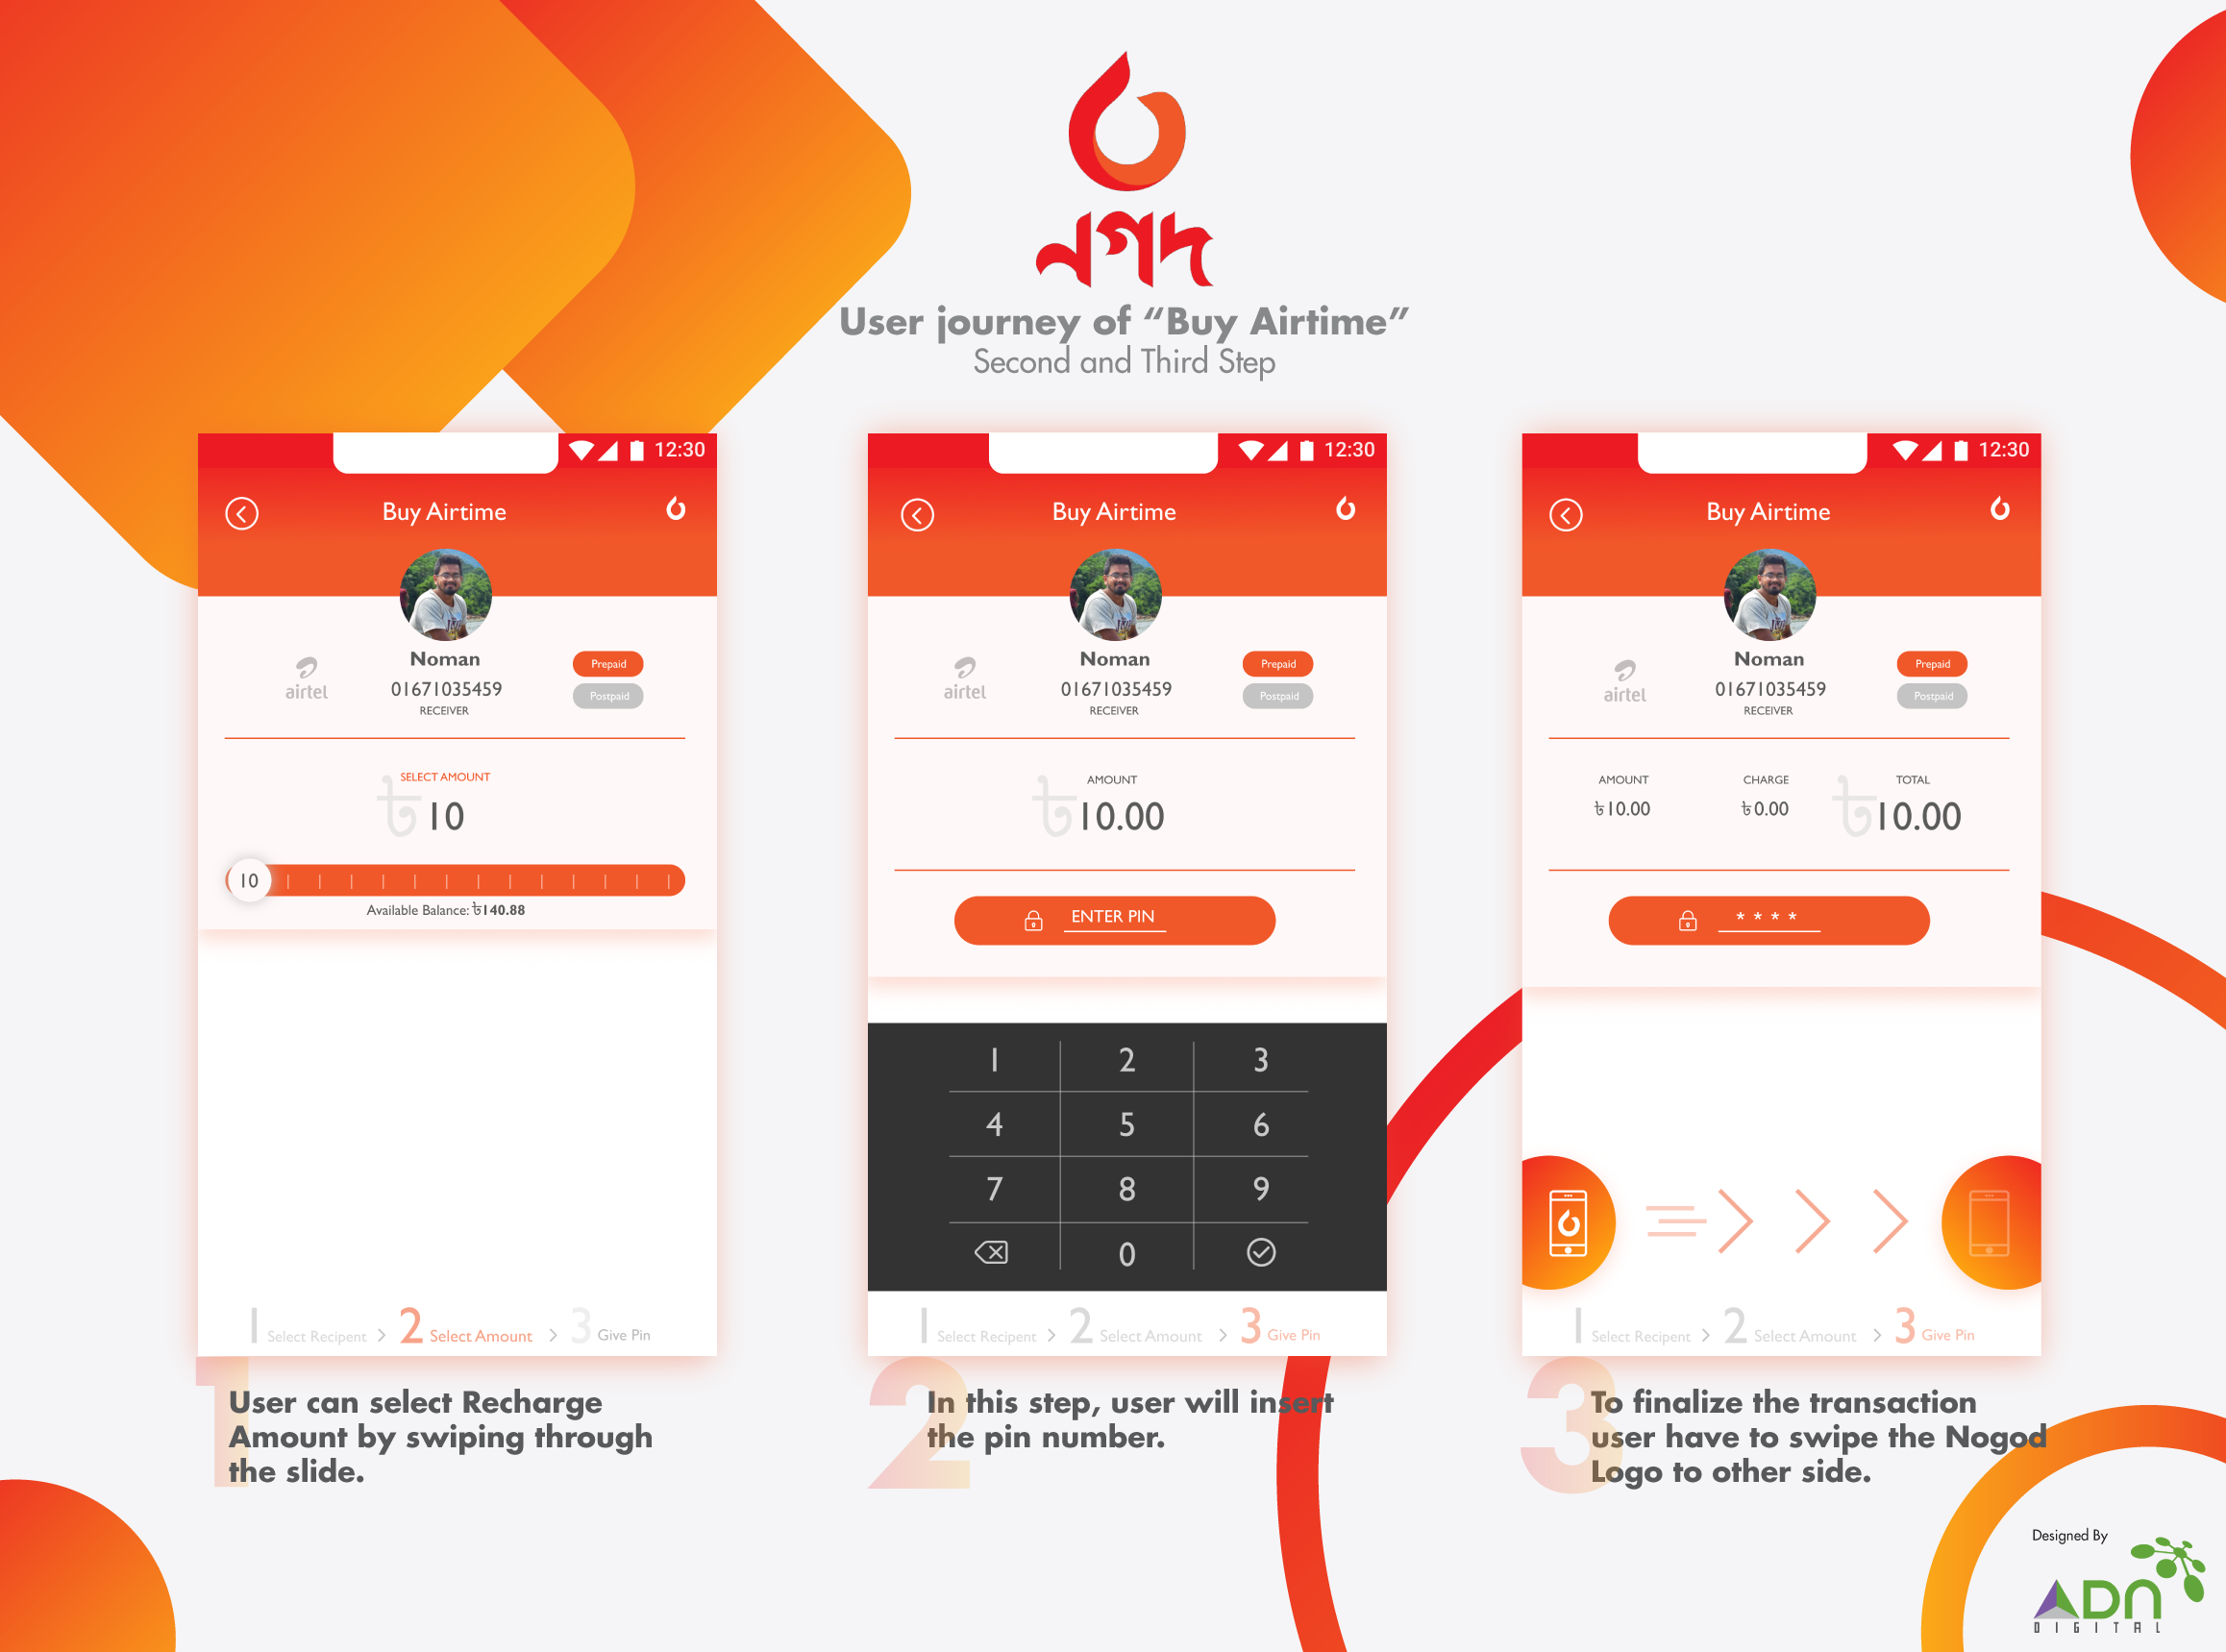 নগদ
User journey of “Buy Airtime”
Second and Third Step
12:30
Buy Airtime
airtel
Noman
01671035459
RECEIVER
Prepaid
Postpaid
SELECT AMOUNT
৳ 10
10
Available Balance: ৳140.88
1 Select Recipent > 2 Select Amount > 3 Give Pin
1
User can select Recharge
Amount by swiping through
the slide.
12:30
Buy Airtime
airtel
Noman
01671035459
RECEIVER
Prepaid
Postpaid
AMOUNT
৳10.00
ENTER PIN
1 2 3
4 5 6
7 8 9
0
1 Select Recipent > 2 Select Amount > 3 Give Pin
2
In this step, user will insert
the pin number.
12:30
Buy Airtime
airtel
Noman
01671035459
RECEIVER
Prepaid
Postpaid
AMOUNT CHARGE TOTAL
৳10.00 ৳0.00 ৳10.00
* * * *
1 Select Recipent > 2 Select Amount > 3 Give Pin
3
To finalize the transaction
user have to swipe the Nogod
Logo to other side.
Designed By
ADN
DIGITAL